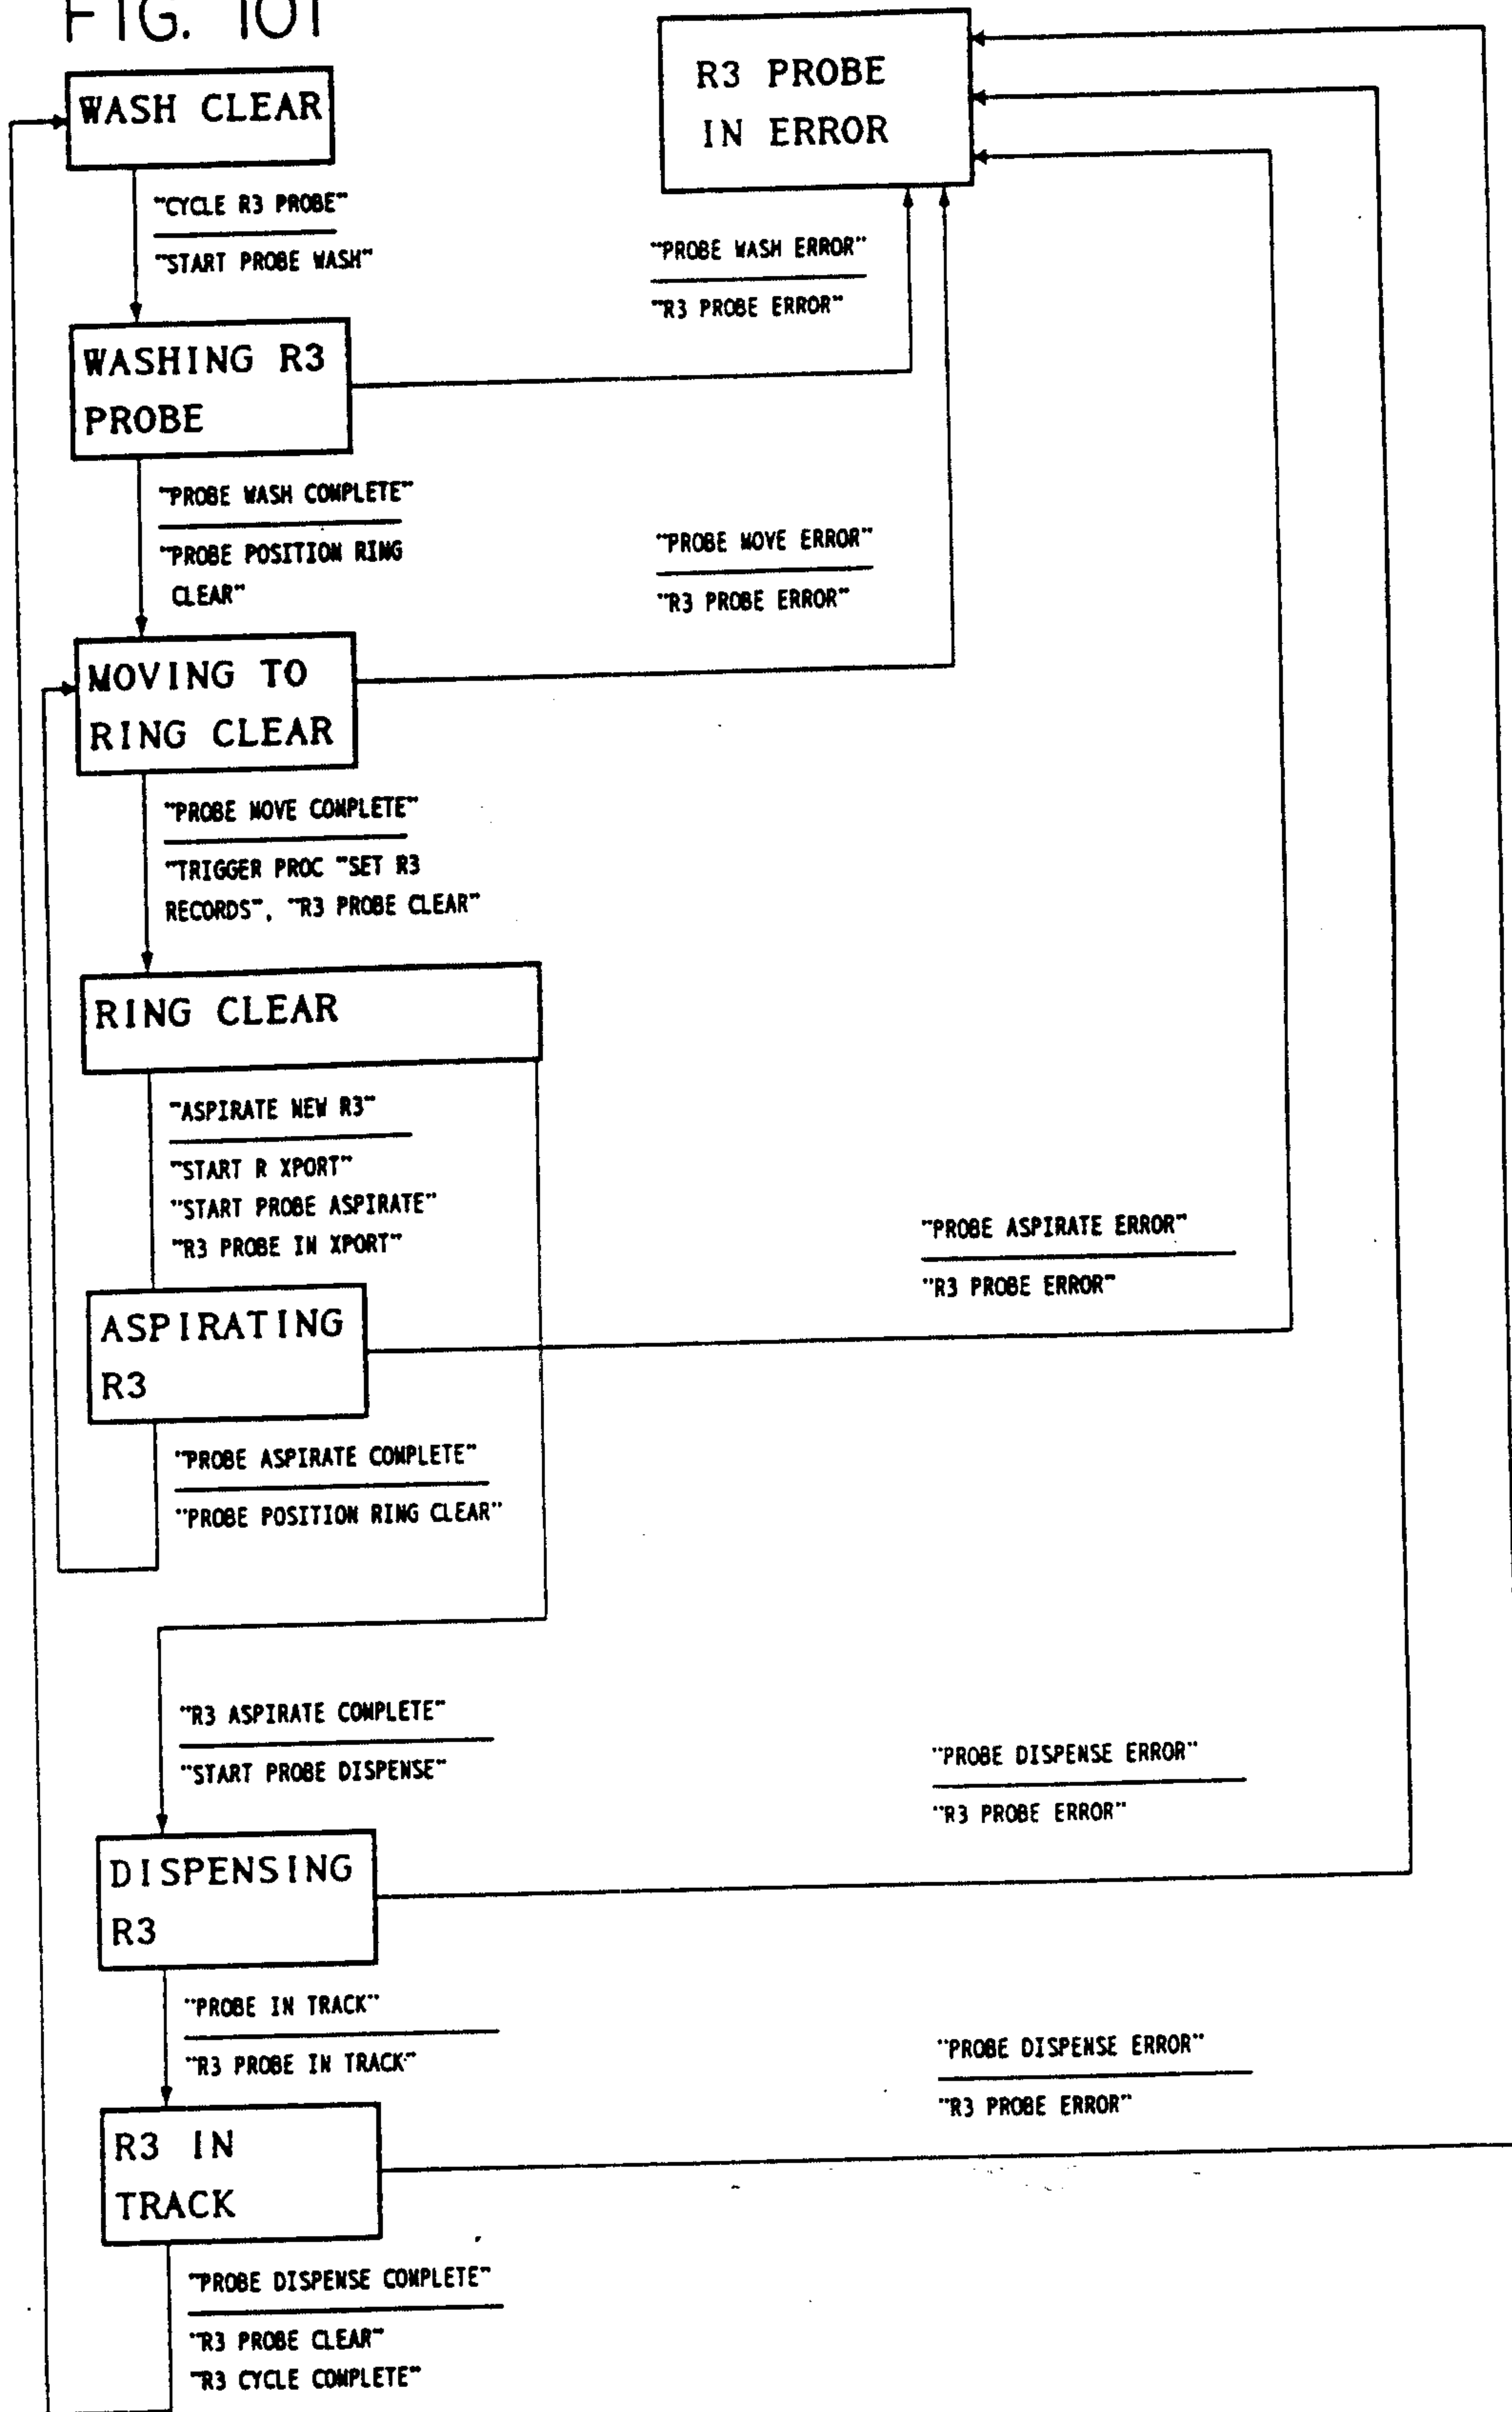 FIG. 101
WASH CLEAR
R3 PROBE
IN ERROR
"CYCLE R3 PROBE"
"START PROBE WASH"
"PROBE WASH ERROR"
"R3 PROBE ERROR"
WASHING R3
PROBE
"PROBE WASH COMPLETE"
"PROBE POSITION RING
CLEAR"
"PROBE MOVE ERROR"
"R3 PROBE ERROR"
MOVING TO
RING CLEAR
"PROBE MOVE COMPLETE"
"TRIGGER PROC "SET R3
RECORDS", "R3 PROBE CLEAR"
RING CLEAR
"ASPIRATE NEW R3"
"START R XPORT"
"START PROBE ASPIRATE"
"R3 PROBE IN XPORT"
"PROBE ASPIRATE ERROR"
"R3 PROBE ERROR"
ASPIRATING
R3
"PROBE ASPIRATE COMPLETE"
"PROBE POSITION RING CLEAR"
"R3 ASPIRATE COMPLETE"
"START PROBE DISPENSE"
"PROBE DISPENSE ERROR"
"R3 PROBE ERROR"
DISPENSING
R3
"PROBE IN TRACK"
"R3 PROBE IN TRACK"
"PROBE DISPENSE ERROR"
"R3 PROBE ERROR"
R3 IN
TRACK
"PROBE DISPENSE COMPLETE"
"R3 PROBE CLEAR"
"R3 CYCLE COMPLETE"